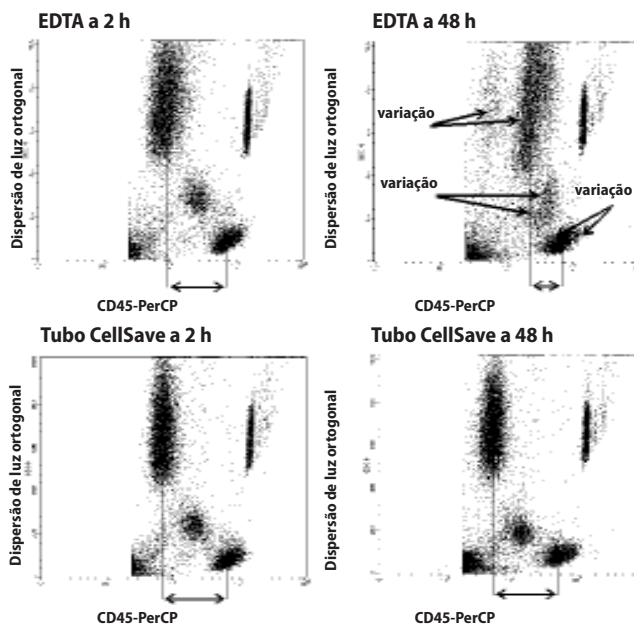 EDTA a 2 h
Dispersão de luz ortogonal
CD45-PerCP
EDTA a 48 h
Dispersão de luz ortogonal
variação
variação
variação
CD45-PerCP
Tubo CellSave a 2 h
Dispersão de luz ortogonal
CD45-PerCP
Tubo CellSave a 48 h
Dispersão de luz ortogonal
CD45-PerCP